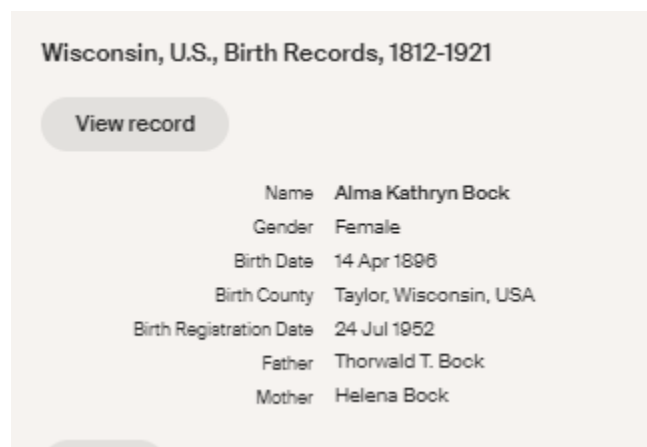 Wisconsin, U.S., Birth Records, 1812-1921
View record
Name Alma Kathryn Bock
Gender Female
Birth Date 14 Apr 1896
Birth County Taylor, Wisconsin, USA
Birth Registration Date 24 Jul 1952
Father Thorwald T. Bock
Mother Helena Bock